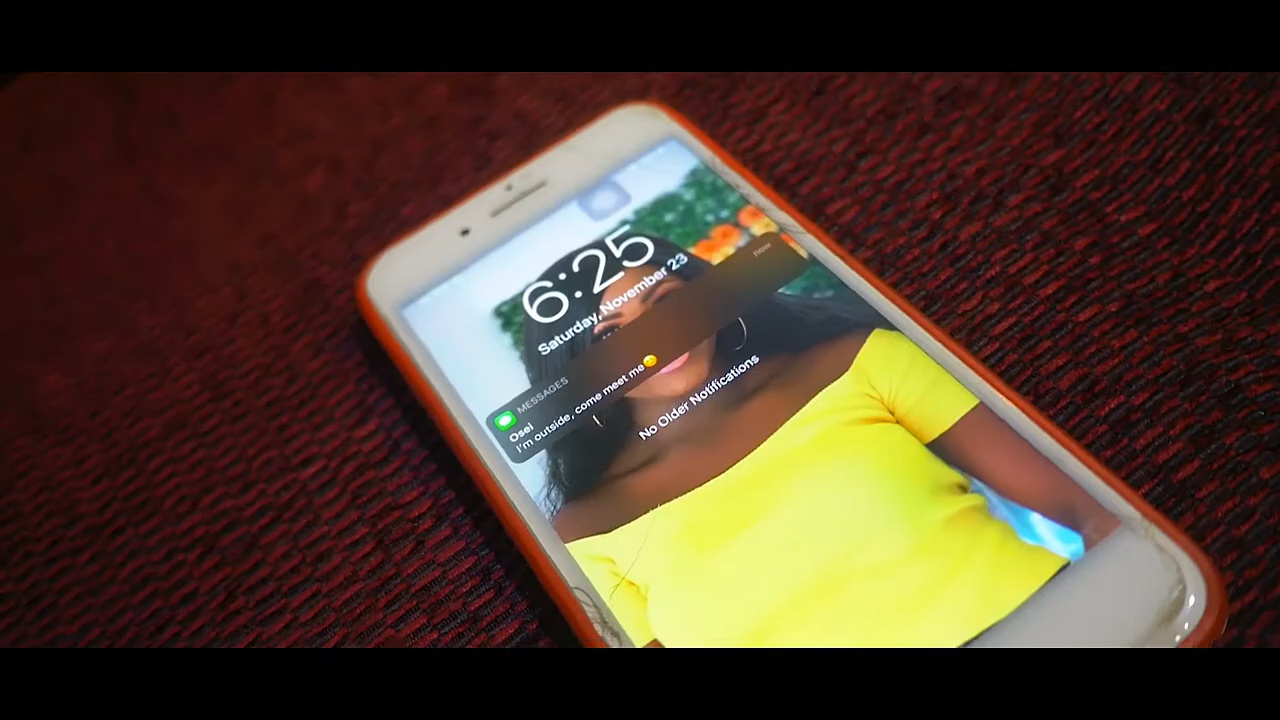 6:25
Saturday, November 23
MESSAGES
now
Osei
I'm outside, come meet me😊
No Older Notifications